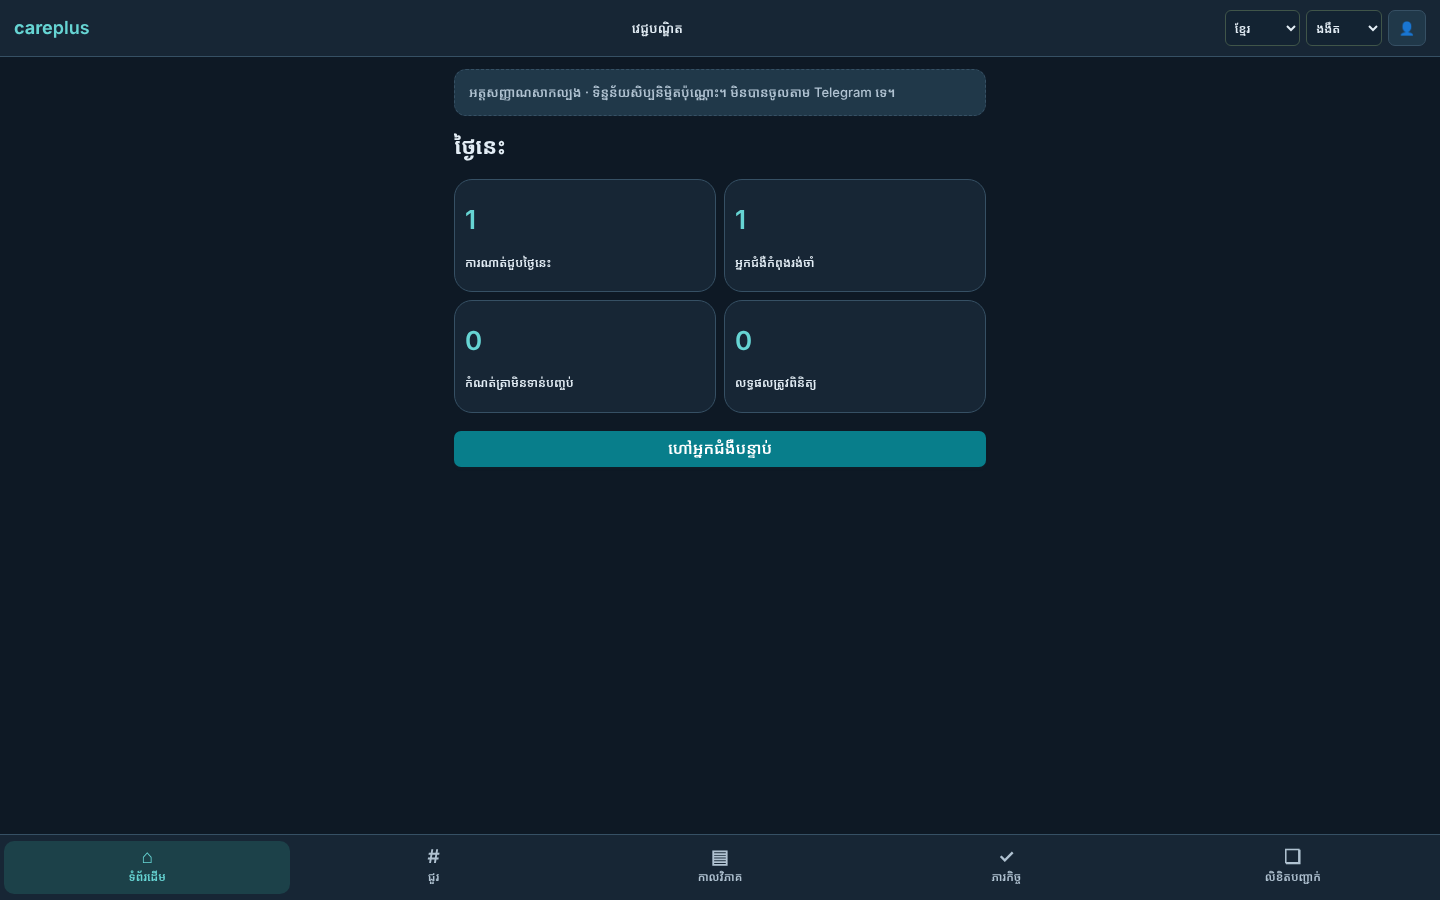 careplus
វេជ្ជបណ្ឌិត
ខ្មែរ
ងងឹត
អត្តសញ្ញាណសាកល្បង · ទិន្នន័យសិប្បនិម្មិតប៉ុណ្ណោះ។ មិនបានចូលតាម Telegram ទេ។
ថ្ងៃនេះ
1
ការណាត់ជួបថ្ងៃនេះ
1
អ្នកជំងឺកំពុងរង់ចាំ
0
កំណត់ត្រាមិនទាន់បញ្ចប់
0
លទ្ធផលត្រូវពិនិត្យ
ហៅអ្នកជំងឺបន្ទាប់
ទំព័រដើម
#
ជួរ
កាលវិភាគ
ភារកិច្ច
លិខិតបញ្ជាក់